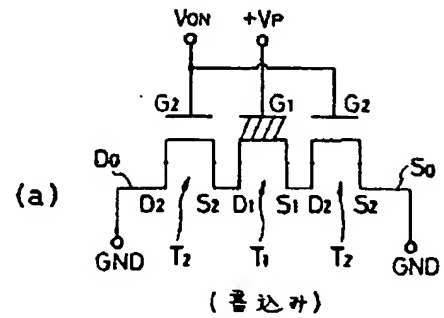 VON +VP
G2 G1 G2
D0 S0
(a) D2 S2 D1 S1 D2 S2
GND T2 T1 T2 GND
(書込み)